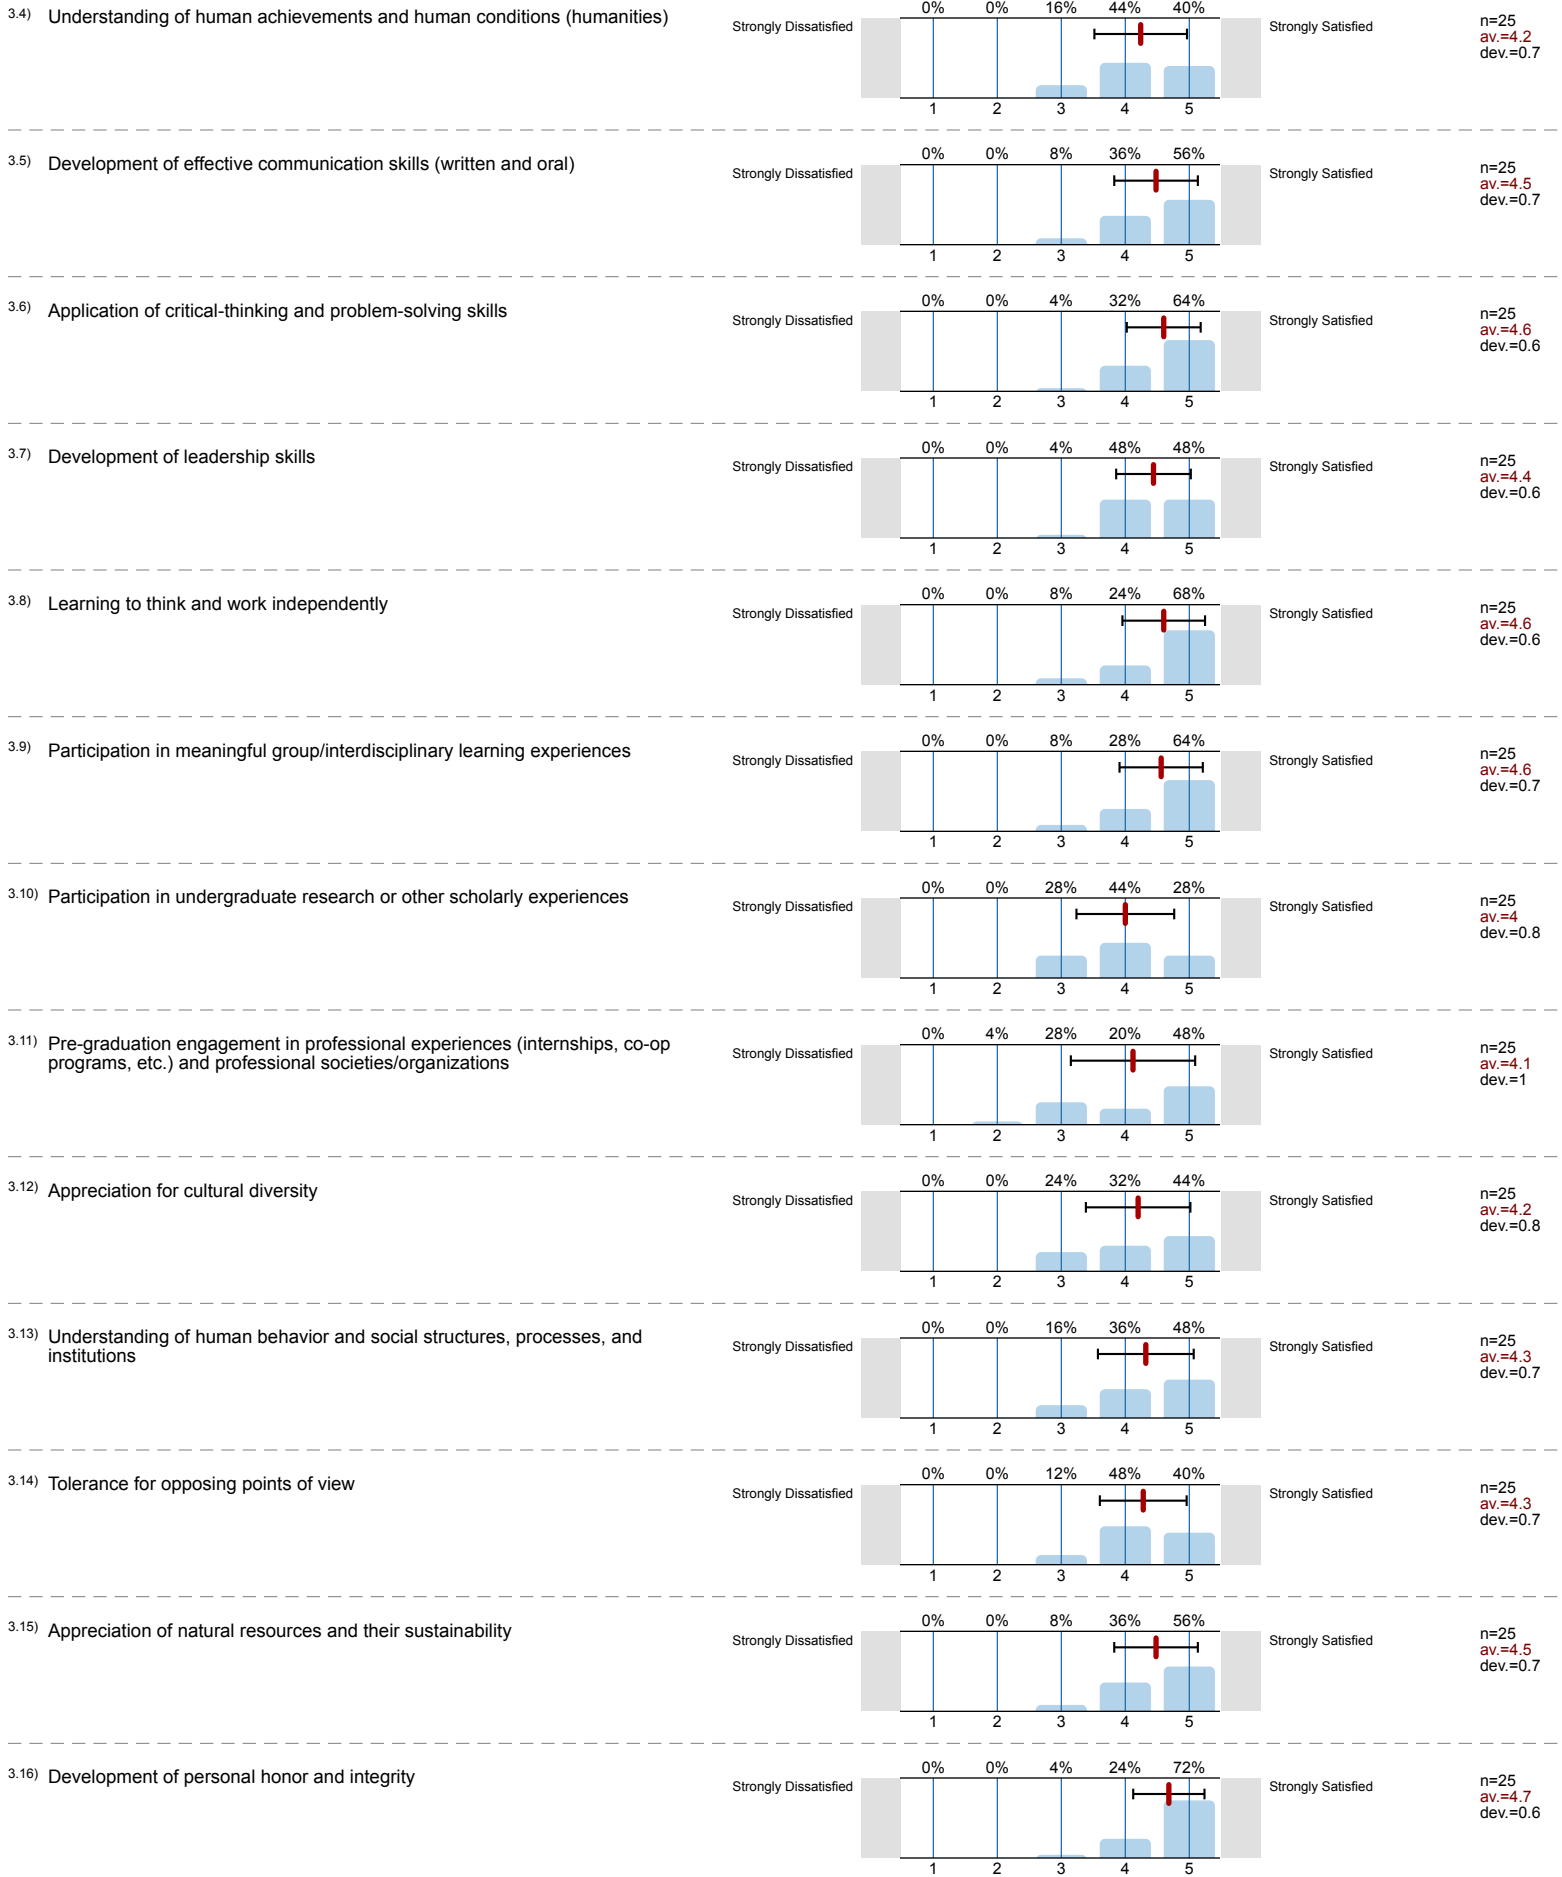 3.4) Understanding of human achievements and human conditions (humanities)
0% 0% 16% 44% 40%
Strongly Dissatisfied Strongly Satisfied
n=25
av.=4.2
dev.=0.7
1 2 3 4 5
3.5) Development of effective communication skills (written and oral)
0% 0% 8% 36% 56%
Strongly Dissatisfied Strongly Satisfied
n=25
av.=4.5
dev.=0.7
1 2 3 4 5
3.6) Application of critical-thinking and problem-solving skills
0% 0% 4% 32% 64%
Strongly Dissatisfied Strongly Satisfied
n=25
av.=4.6
dev.=0.6
1 2 3 4 5
3.7) Development of leadership skills
0% 0% 4% 48% 48%
Strongly Dissatisfied Strongly Satisfied
n=25
av.=4.4
dev.=0.6
1 2 3 4 5
3.8) Learning to think and work independently
0% 0% 8% 24% 68%
Strongly Dissatisfied Strongly Satisfied
n=25
av.=4.6
dev.=0.6
1 2 3 4 5
3.9) Participation in meaningful group/interdisciplinary learning experiences
0% 0% 8% 28% 64%
Strongly Dissatisfied Strongly Satisfied
n=25
av.=4.6
dev.=0.7
1 2 3 4 5
3.10) Participation in undergraduate research or other scholarly experiences
0% 0% 28% 44% 28%
Strongly Dissatisfied Strongly Satisfied
n=25
av.=4
dev.=0.8
1 2 3 4 5
3.11) Pre-graduation engagement in professional experiences (internships, co-op
programs, etc.) and professional societies/organizations
0% 4% 28% 20% 48%
Strongly Dissatisfied Strongly Satisfied
n=25
av.=4.1
dev.=1
1 2 3 4 5
3.12) Appreciation for cultural diversity
0% 0% 24% 32% 44%
Strongly Dissatisfied Strongly Satisfied
n=25
av.=4.2
dev.=0.8
1 2 3 4 5
3.13) Understanding of human behavior and social structures, processes, and
institutions
0% 0% 16% 36% 48%
Strongly Dissatisfied Strongly Satisfied
n=25
av.=4.3
dev.=0.7
1 2 3 4 5
3.14) Tolerance for opposing points of view
0% 0% 12% 48% 40%
Strongly Dissatisfied Strongly Satisfied
n=25
av.=4.3
dev.=0.7
1 2 3 4 5
3.15) Appreciation of natural resources and their sustainability
0% 0% 8% 36% 56%
Strongly Dissatisfied Strongly Satisfied
n=25
av.=4.5
dev.=0.7
1 2 3 4 5
3.16) Development of personal honor and integrity
0% 0% 4% 24% 72%
Strongly Dissatisfied Strongly Satisfied
n=25
av.=4.7
dev.=0.6
1 2 3 4 5